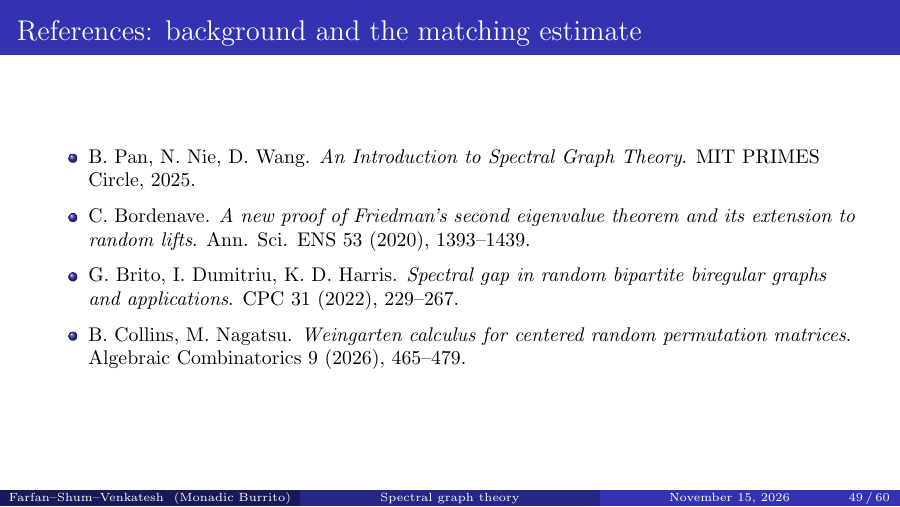 References: background and the matching estimate
B. Pan, N. Nie, D. Wang. An Introduction to Spectral Graph Theory. MIT PRIMES
Circle, 2025.
C. Bordenave. A new proof of Friedman's second eigenvalue theorem and its extension to
random lifts. Ann. Sci. ENS 53 (2020), 1393–1439.
G. Brito, I. Dumitriu, K. D. Harris. Spectral gap in random bipartite biregular graphs
and applications. CPC 31 (2022), 229–267.
B. Collins, M. Nagatsu. Weingarten calculus for centered random permutation matrices.
Algebraic Combinatorics 9 (2026), 465–479.
Farfan–Shum–Venkatesh (Monadic Burrito) Spectral graph theory November 15, 2026 49 / 60